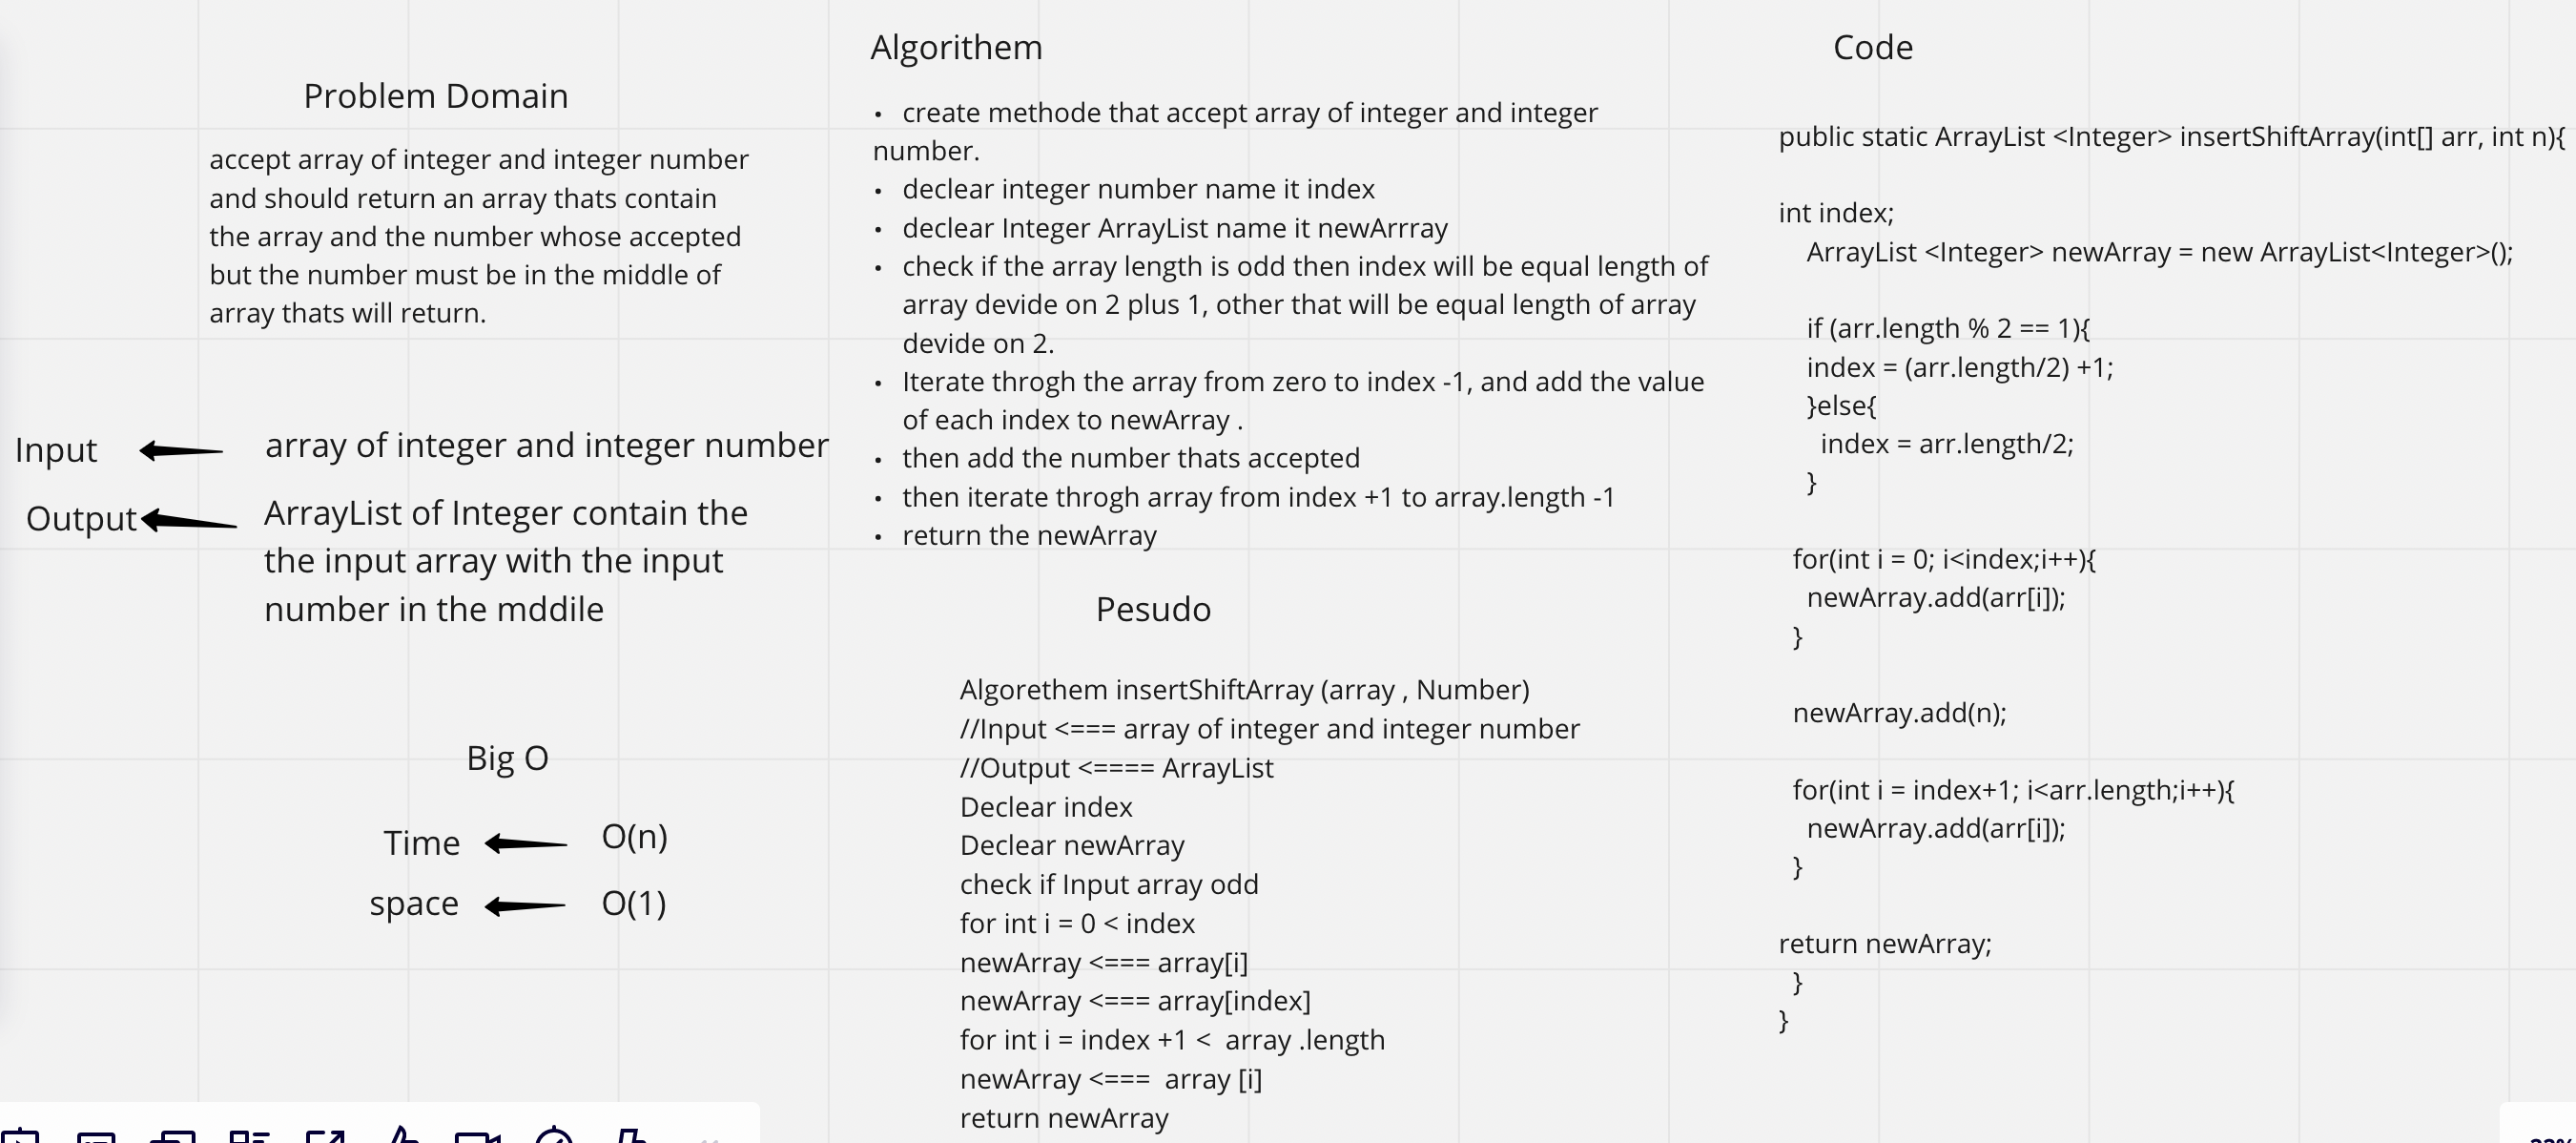 Problem Domain
accept array of integer and integer number
and should return an array thats contain
the array and the number whose accepted
but the number must be in the middle of
array thats will return.
Input
array of integer and integer number
Output
ArrayList of Integer contain the
the input array with the input
number in the mddile
Big O
Time
O(n)
space
O(1)
Algorithem
• create methode that accept array of integer and integer
number.
• declear integer number name it index
• declear Integer ArrayList name it newArrray
• check if the array length is odd then index will be equal length of
array devide on 2 plus 1, other that will be equal length of array
devide on 2.
• Iterate throgh the array from zero to index -1, and add the value
of each index to newArray .
• then add the number thats accepted
• then iterate throgh array from index +1 to array.length -1
• return the newArray
Pesudo
Algorethem insertShiftArray (array , Number)
//Input <=== array of integer and integer number
//Output <==== ArrayList
Declear index
Declear newArray
check if Input array odd
for int i = 0 < index
newArray <=== array[i]
newArray <=== array[index]
for int i = index +1 <  array .length
newArray <===  array [i]
return newArray
Code
public static ArrayList <Integer> insertShiftArray(int[] arr, int n){
int index;
ArrayList <Integer> newArray = new ArrayList<Integer>();
if (arr.length % 2 == 1){
index = (arr.length/2) +1;
}else{
index = arr.length/2;
}
for(int i = 0; i<index;i++){
newArray.add(arr[i]);
}
newArray.add(n);
for(int i = index+1; i<arr.length;i++){
newArray.add(arr[i]);
}
return newArray;
}
}